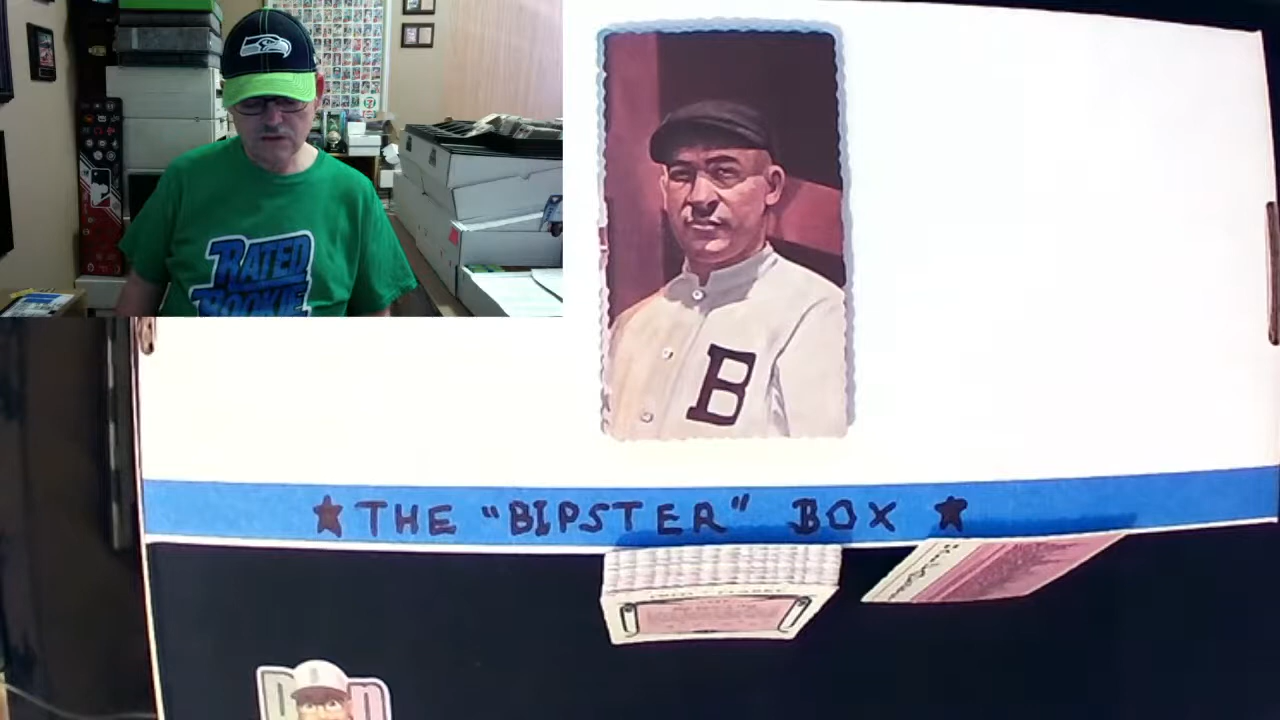 RATED
ROOKIE
B
★ THE "BIPSTER" BOX ★